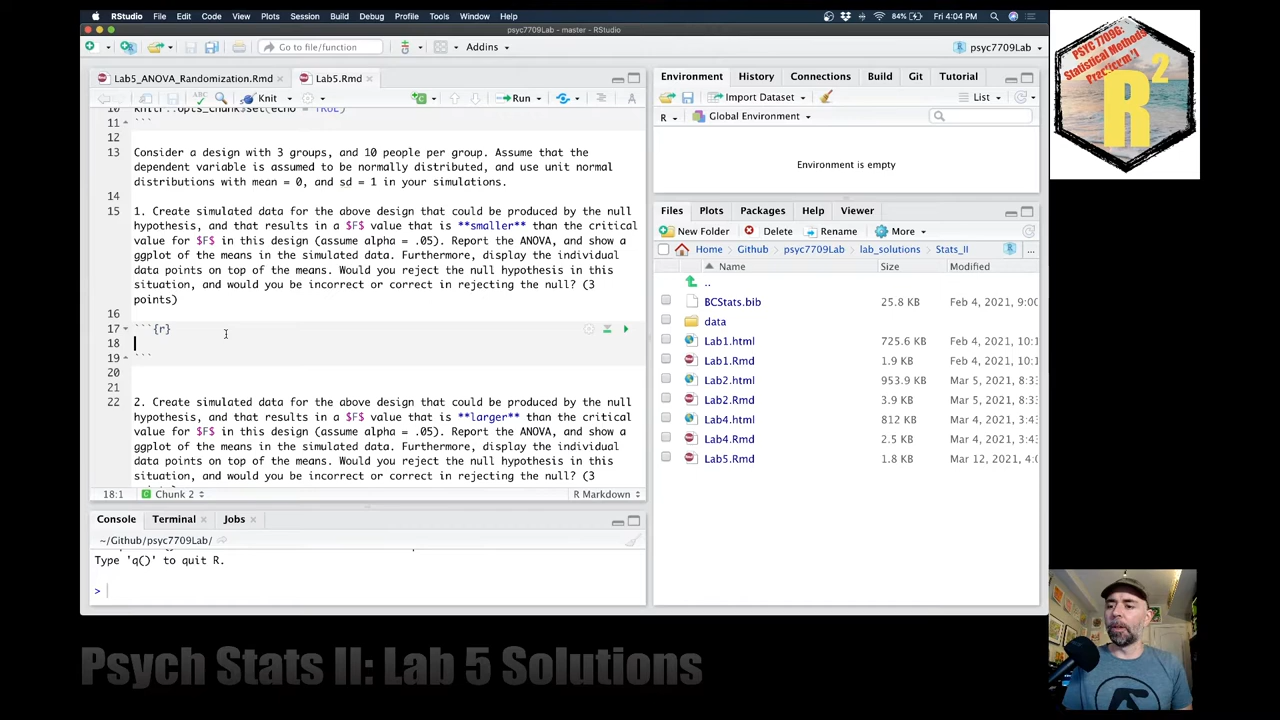 RStudio File Edit Code View Plots Session Build Debug Profile Tools Window Help 84% Fri 4:04 PM
psyc7709Lab - master - RStudio
Go to file/function Addins psyc7709Lab
Lab5_ANOVA_Randomization.Rmd Lab5.Rmd
Knit Run
10 knitr::opts_chunk$set(echo = TRUE)
11 ```
12
13 Consider a design with 3 groups, and 10 people per group. Assume that the
dependent variable is assumed to be normally distributed, and use unit normal
distributions with mean = 0, and sd = 1 in your simulations.
14
15 1. Create simulated data for the above design that could be produced by the null
hypothesis, and that results in a $F$ value that is **smaller** than the critical
value for $F$ in this design (assume alpha = .05). Report the ANOVA, and show a
ggplot of the means in the simulated data. Furthermore, display the individual
data points on top of the means. Would you reject the null hypothesis in this
situation, and would you be incorrect or correct in rejecting the null? (3
points)
16
17 ```{r}
18
19 ```
20
21
22 2. Create simulated data for the above design that could be produced by the null
hypothesis, and that results in a $F$ value that is **larger** than the critical
value for $F$ in this design (assume alpha = .05). Report the ANOVA, and show a
ggplot of the means in the simulated data. Furthermore, display the individual
data points on top of the means. Would you reject the null hypothesis in this
situation, and would you be incorrect or correct in rejecting the null? (3
18:1 Chunk 2 R Markdown
Console Terminal Jobs
~/Github/psyc7709Lab/
Type 'q()' to quit R.
>
Environment History Connections Build Git Tutorial
Import Dataset List
R Global Environment
Environment is empty
Files Plots Packages Help Viewer
New Folder Delete Rename More
Home Github psyc7709Lab lab_solutions Stats_II ...
Name Size Modified
..
BCStats.bib 25.8 KB Feb 4, 2021, 9:00
data
Lab1.html 725.6 KB Feb 4, 2021, 10:1
Lab1.Rmd 1.9 KB Feb 4, 2021, 10:1
Lab2.html 953.9 KB Mar 5, 2021, 8:33
Lab2.Rmd 3.9 KB Mar 5, 2021, 8:33
Lab4.html 812 KB Mar 4, 2021, 3:43
Lab4.Rmd 2.5 KB Mar 4, 2021, 3:43
Lab5.Rmd 1.8 KB Mar 12, 2021, 4:0
PSYC 7709G:
Statistical Methods
R2
Psych Stats II: Lab 5 Solutions